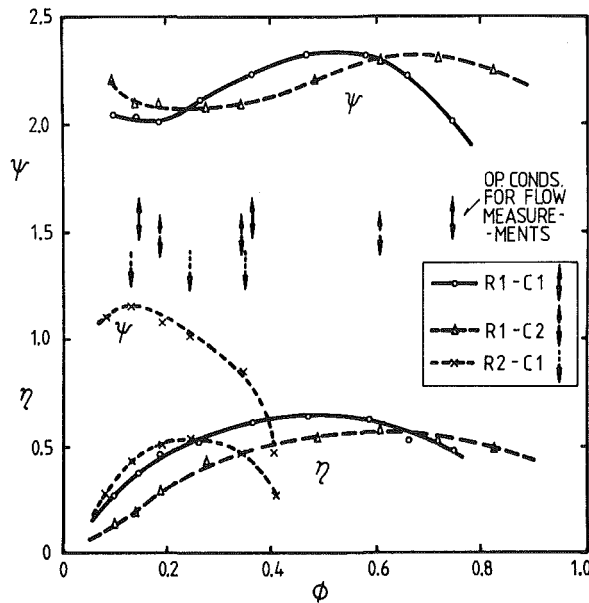 2.5
2.0
ψ
1.5
1.0
η
0.5
0
ψ
OP. CONDS.
FOR FLOW
MEASURE-
-MENTS
R1-C1
R1-C2
R2-C1
ψ
η
0 0.2 0.4 0.6 0.8 1.0
φ